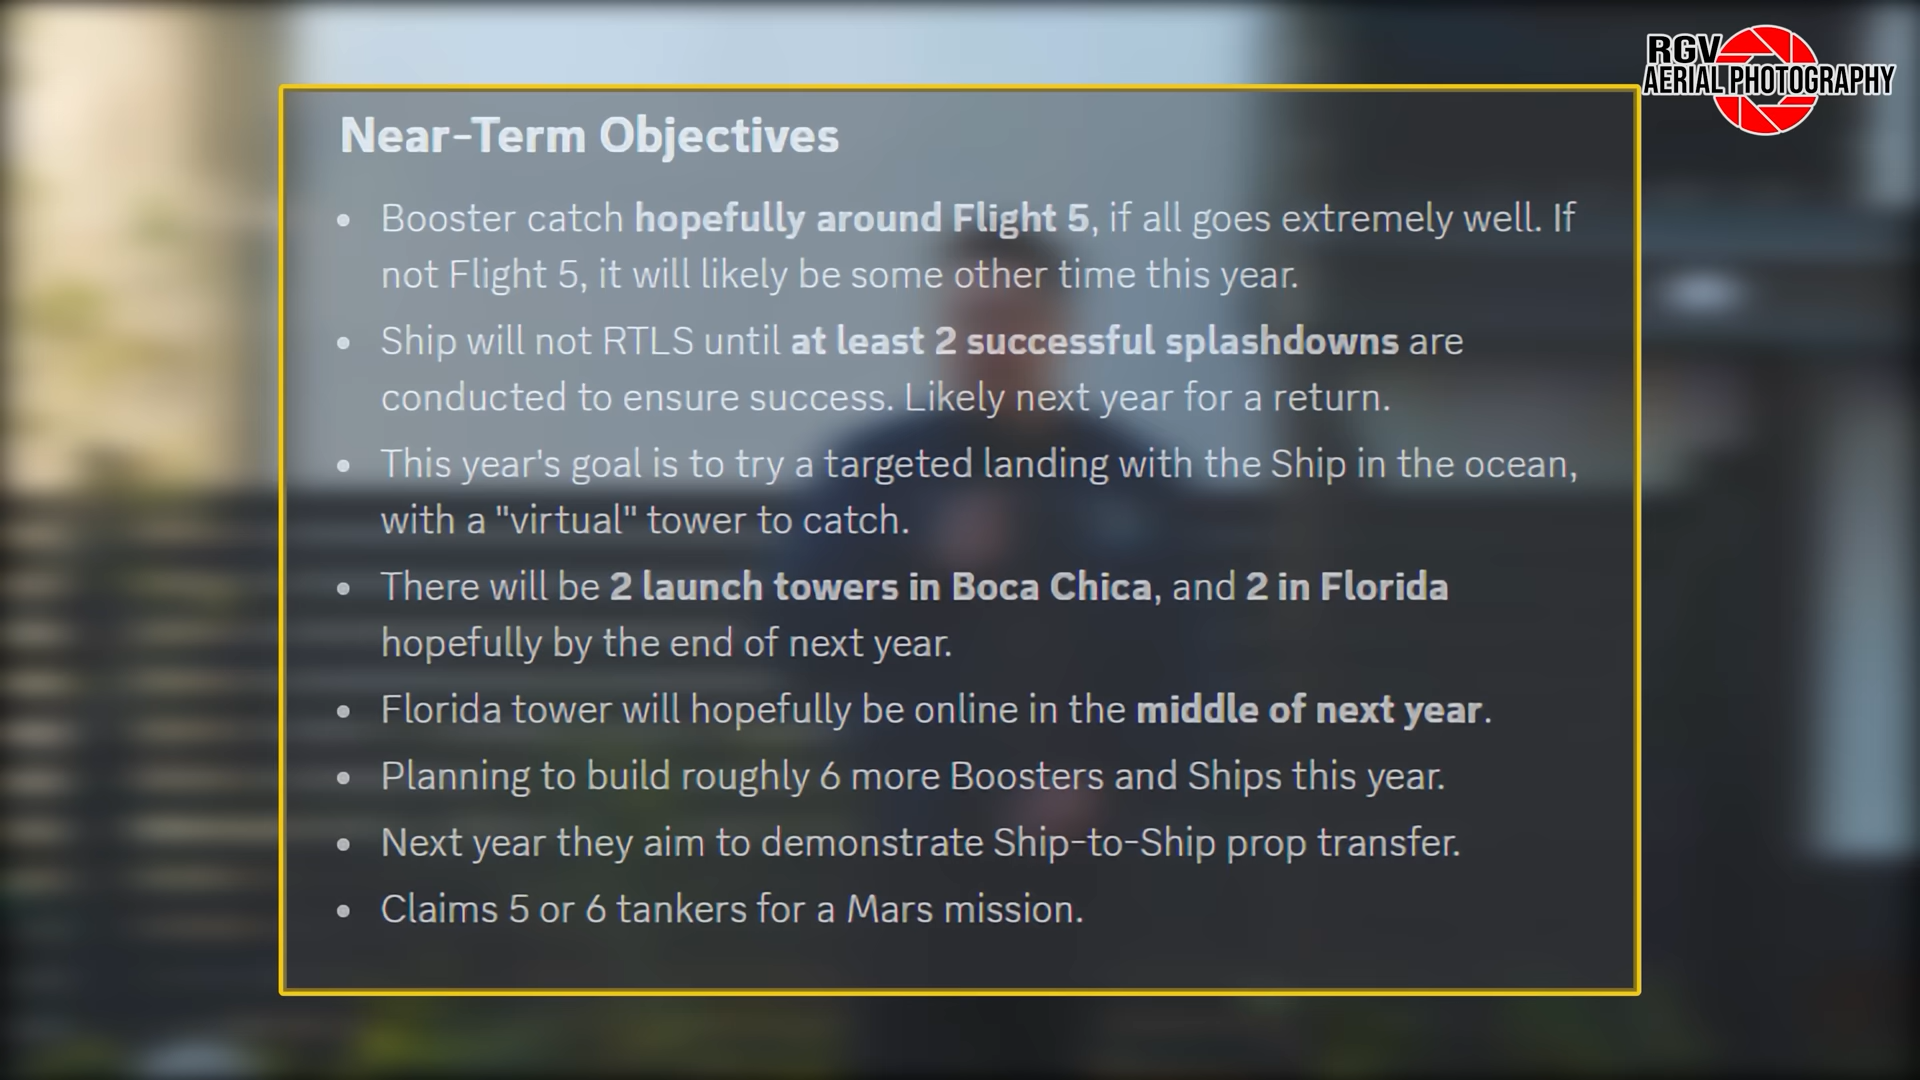 RGV
AERIAL PHOTOGRAPHY
Near-Term Objectives
• Booster catch hopefully around Flight 5, if all goes extremely well. If
not Flight 5, it will likely be some other time this year.
• Ship will not RTLS until at least 2 successful splashdowns are
conducted to ensure success. Likely next year for a return.
• This year's goal is to try a targeted landing with the Ship in the ocean,
with a "virtual" tower to catch.
• There will be 2 launch towers in Boca Chica, and 2 in Florida
hopefully by the end of next year.
• Florida tower will hopefully be online in the middle of next year.
• Planning to build roughly 6 more Boosters and Ships this year.
• Next year they aim to demonstrate Ship-to-Ship prop transfer.
• Claims 5 or 6 tankers for a Mars mission.